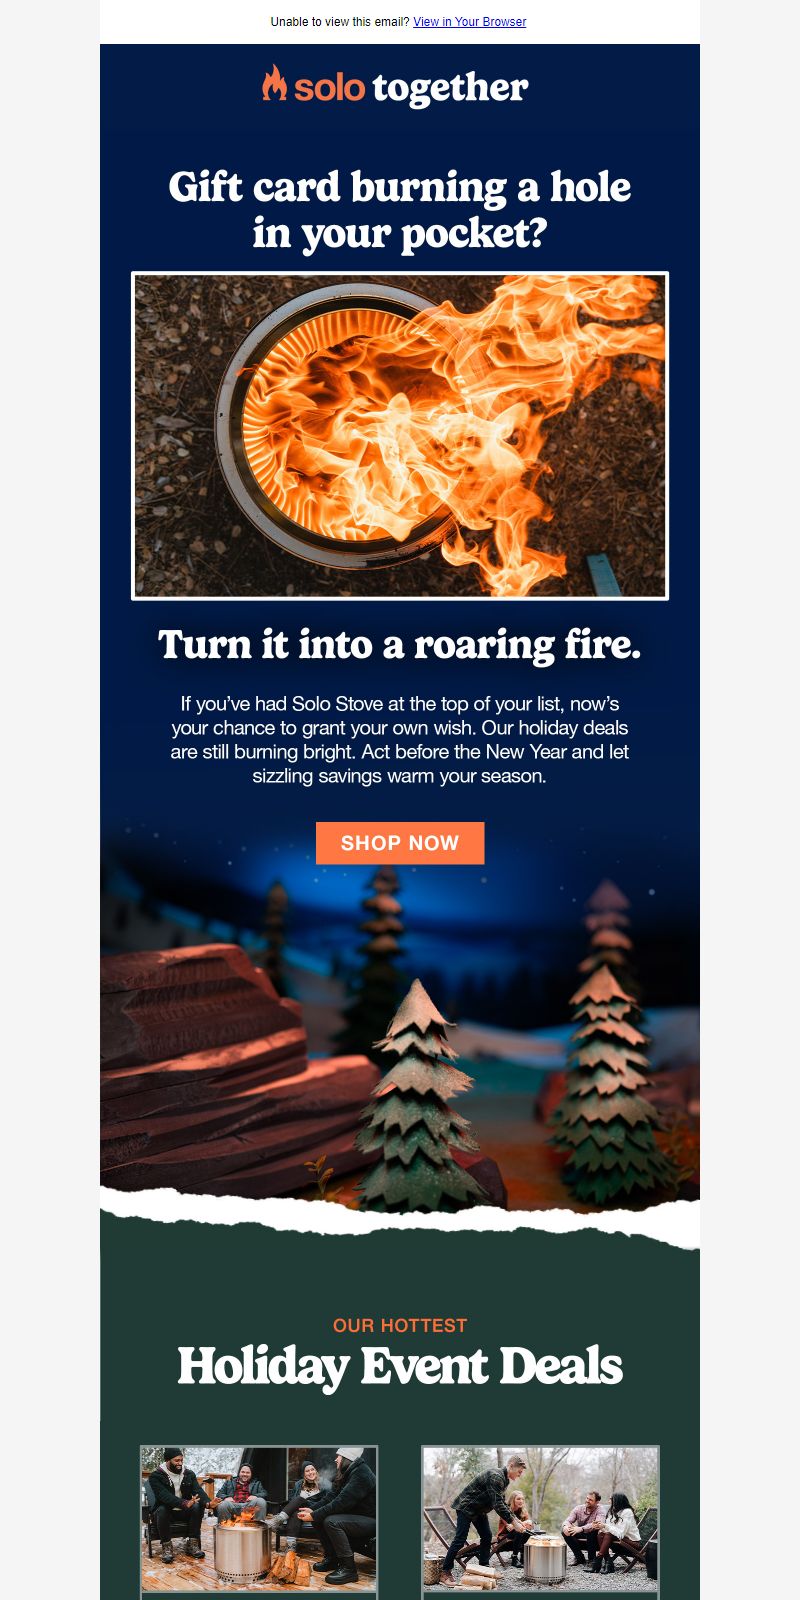 Unable to view this email? View in Your Browser
solo together
Gift card burning a hole
in your pocket?
Turn it into a roaring fire.
If you’ve had Solo Stove at the top of your list, now’s
your chance to grant your own wish. Our holiday deals
are still burning bright. Act before the New Year and let
sizzling savings warm your season.
SHOP NOW
OUR HOTTEST
Holiday Event Deals